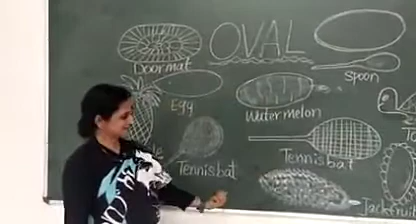 OVAL
Doormat
Spoon
Egg
Watermelon
Tennisbat
Tennisbat